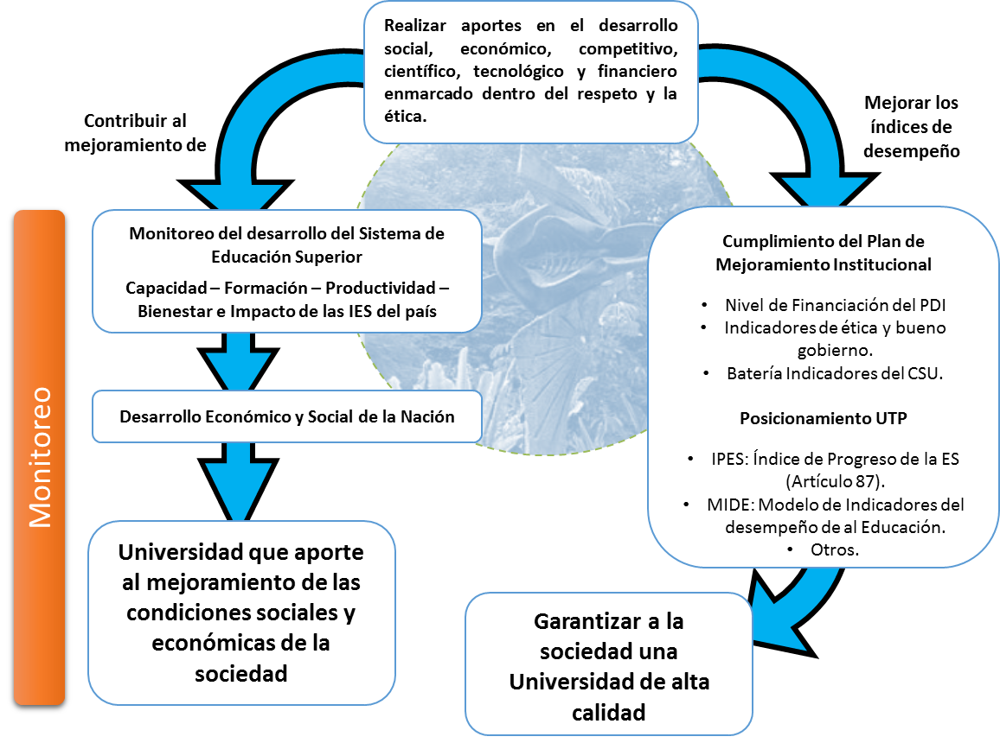 Realizar aportes en el desarrollo
social, económico, competitivo,
científico, tecnológico y financiero
enmarcado dentro del respeto y la
ética.
Contribuir al
mejoramiento de
Mejorar los
índices de
desempeño
Monitoreo
Monitoreo del desarrollo del Sistema de
Educación Superior
Capacidad – Formación – Productividad –
Bienestar e Impacto de las IES del país
Desarrollo Económico y Social de la Nación
Universidad que aporte
al mejoramiento de las
condiciones sociales y
económicas de la
sociedad
Cumplimiento del Plan de
Mejoramiento Institucional
• Nivel de Financiación del PDI
• Indicadores de ética y bueno
gobierno.
• Batería Indicadores del CSU.
Posicionamiento UTP
• IPES: Índice de Progreso de la ES
(Artículo 87).
• MIDE: Modelo de Indicadores del
desempeño de al Educación.
• Otros.
Garantizar a la
sociedad una
Universidad de alta
calidad